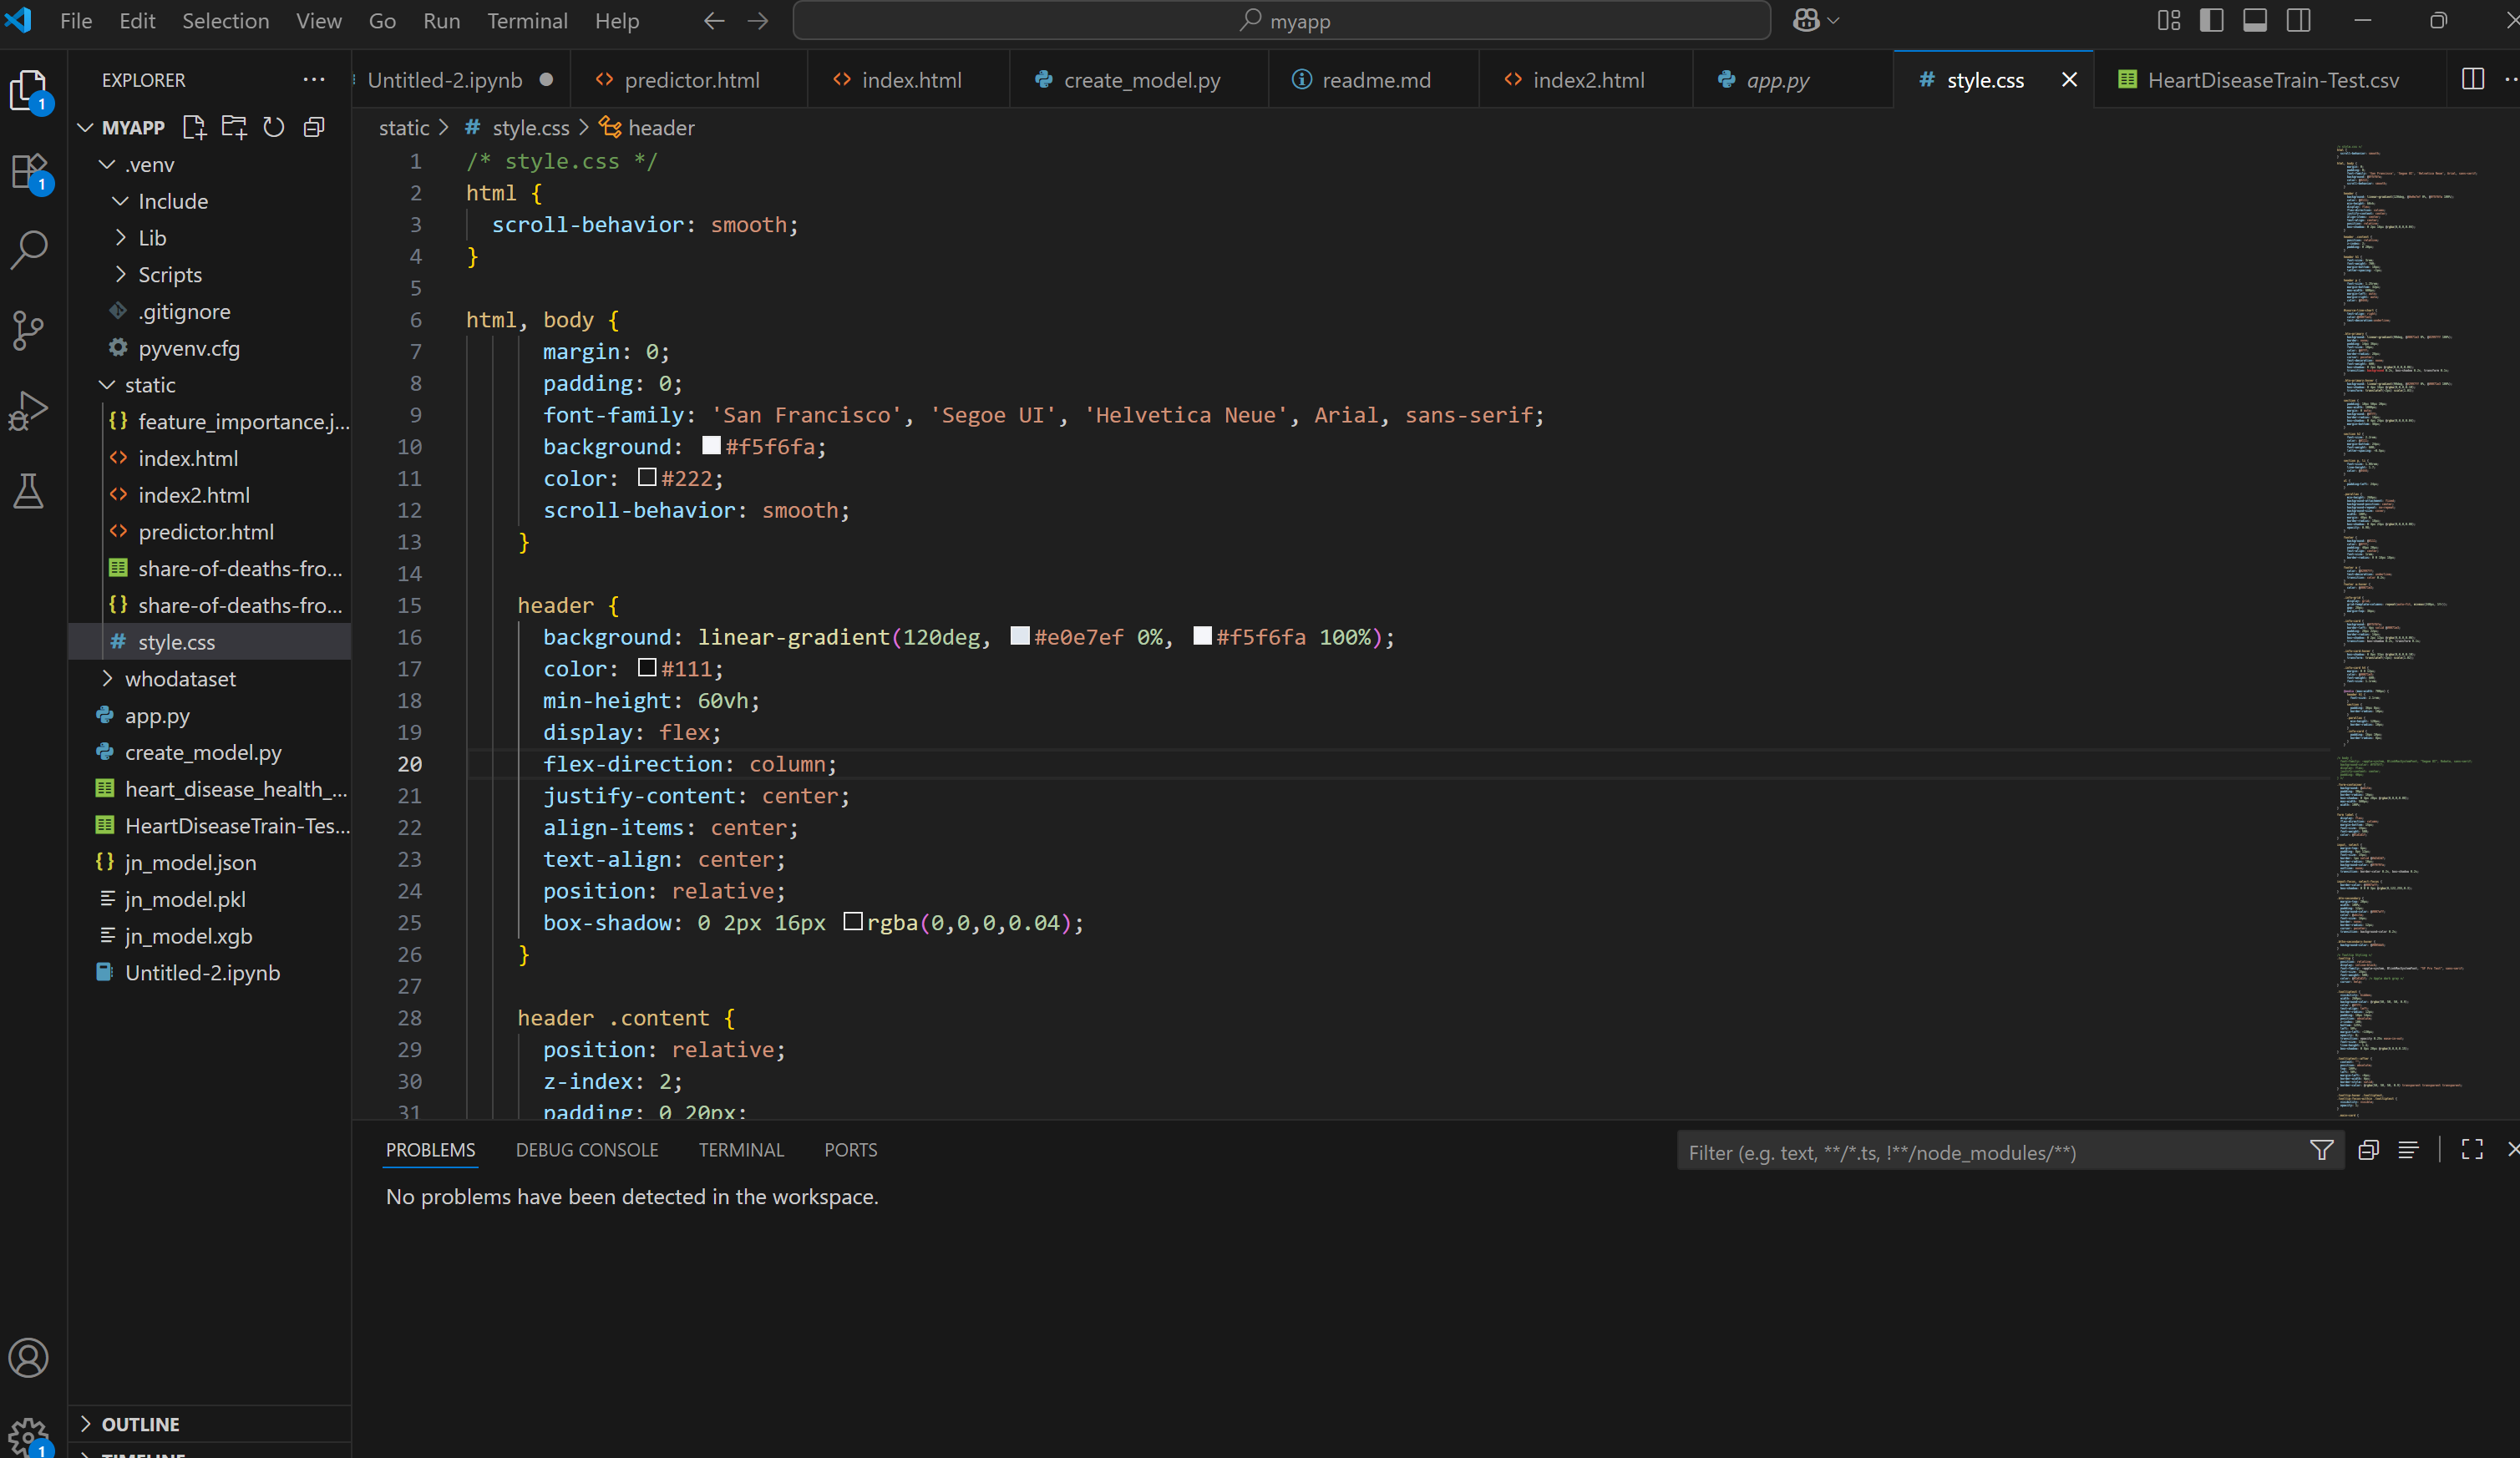 File Edit Selection View Go Run Terminal Help myapp
EXPLORER
Untitled-2.ipynb predictor.html index.html create_model.py readme.md index2.html app.py style.css HeartDiseaseTrain-Test.csv
MYAPP
.venv
Include
Lib
Scripts
.gitignore
pyvenv.cfg
static
feature_importance.j...
index.html
index2.html
predictor.html
share-of-deaths-fro...
share-of-deaths-fro...
style.css
whodataset
app.py
create_model.py
heart_disease_health_...
HeartDiseaseTrain-Tes...
jn_model.json
jn_model.pkl
jn_model.xgb
Untitled-2.ipynb
OUTLINE
TIMELINE
static > style.css > header
1 /* style.css */
2 html {
3 scroll-behavior: smooth;
4 }
5
6 html, body {
7 margin: 0;
8 padding: 0;
9 font-family: 'San Francisco', 'Segoe UI', 'Helvetica Neue', Arial, sans-serif;
10 background: #f5f6fa;
11 color: #222;
12 scroll-behavior: smooth;
13 }
14
15 header {
16 background: linear-gradient(120deg, #e0e7ef 0%, #f5f6fa 100%);
17 color: #111;
18 min-height: 60vh;
19 display: flex;
20 flex-direction: column;
21 justify-content: center;
22 align-items: center;
23 text-align: center;
24 position: relative;
25 box-shadow: 0 2px 16px rgba(0,0,0,0.04);
26 }
27
28 header .content {
29 position: relative;
30 z-index: 2;
31 padding: 0 20px;
PROBLEMS DEBUG CONSOLE TERMINAL PORTS
Filter (e.g. text, **/*.ts, !**/node_modules/**)
No problems have been detected in the workspace.
1
1
1